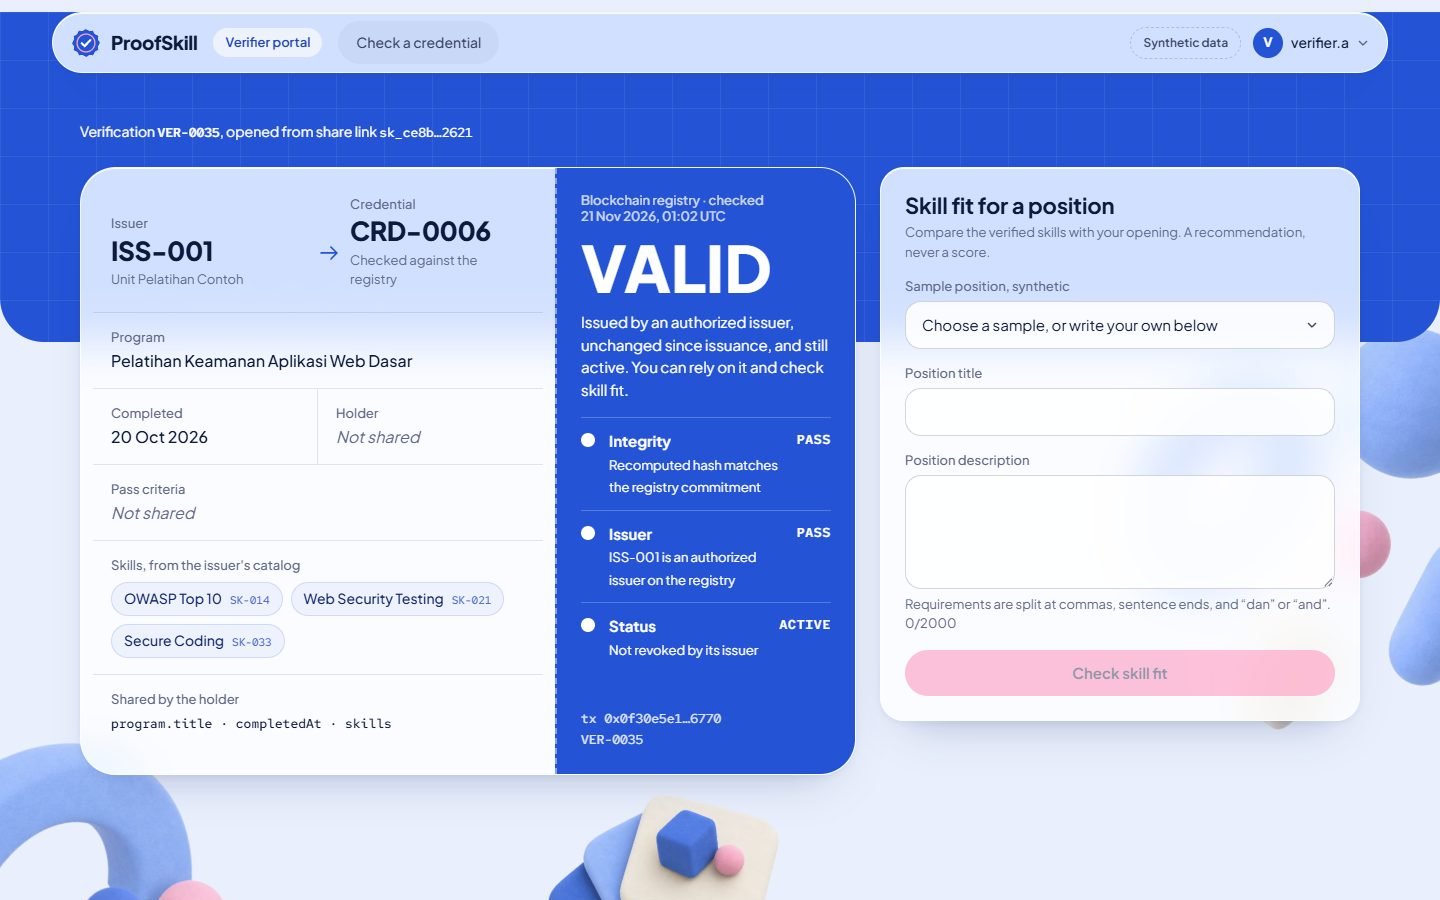 ProofSkill
Verifier portal
Check a credential
Synthetic data
V
verifier.a
Verification VER-0035, opened from share link sk_ce8b…2621
Issuer
ISS-001
Unit Pelatihan Contoh
→
Credential
CRD-0006
Checked against the
registry
Program
Pelatihan Keamanan Aplikasi Web Dasar
Completed
20 Oct 2026
Holder
Not shared
Pass criteria
Not shared
Skills, from the issuer's catalog
OWASP Top 10 SK-014
Web Security Testing SK-021
Secure Coding SK-033
Shared by the holder
program.title · completedAt · skills
Blockchain registry · checked
21 Nov 2026, 01:02 UTC
VALID
Issued by an authorized issuer,
unchanged since issuance, and still
active. You can rely on it and check
skill fit.
Integrity PASS
Recomputed hash matches
the registry commitment
Issuer PASS
ISS-001 is an authorized
issuer on the registry
Status ACTIVE
Not revoked by its issuer
tx 0x0f30e5e1…6770
VER-0035
Skill fit for a position
Compare the verified skills with your opening. A recommendation,
never a score.
Sample position, synthetic
Choose a sample, or write your own below
Position title
Position description
Requirements are split at commas, sentence ends, and “dan” or “and”.
0/2000
Check skill fit